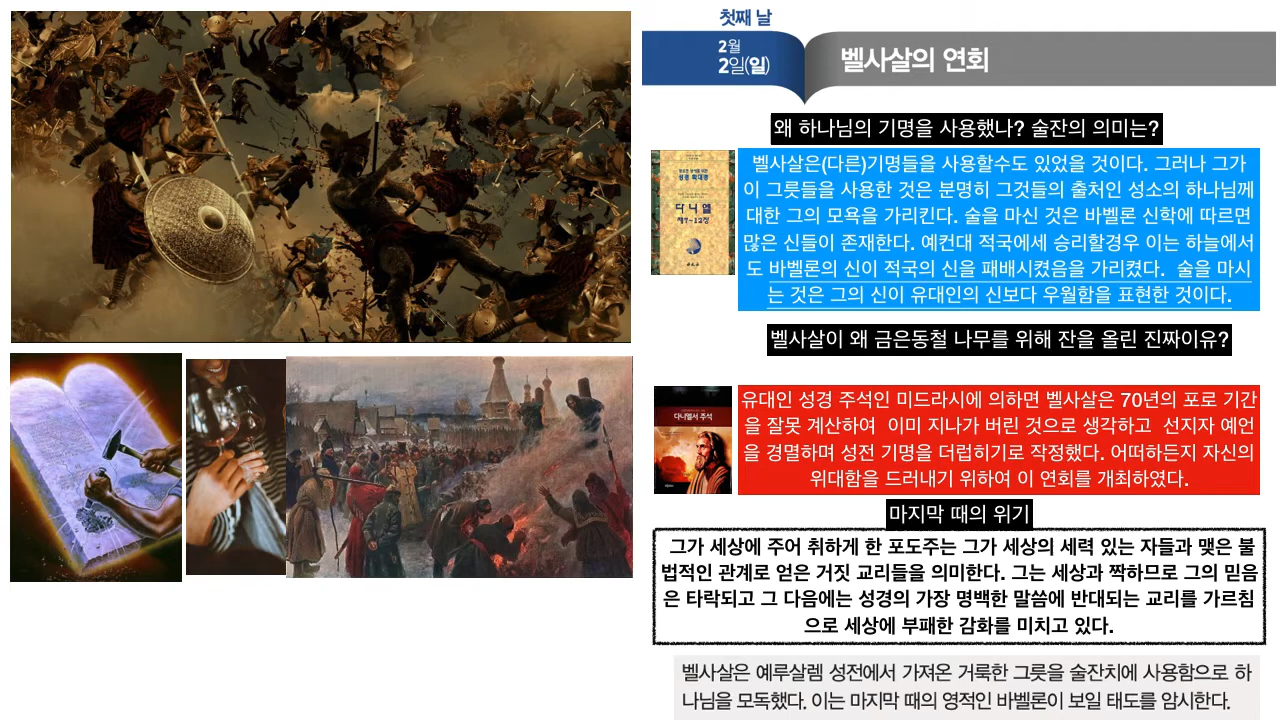 첫째 날
2월
2일(일)
벨사살의 연회
왜 하나님의 기명을 사용했나? 술잔의 의미는?
성경 확대경
다 니 엘
제7-12장
벨사살은(다른)기명들을 사용할수도 있었을 것이다. 그러나 그가
이 그릇들을 사용한 것은 분명히 그것들의 출처인 성소의 하나님께
대한 그의 모욕을 가리킨다. 술을 마신 것은 바벨론 신학에 따르면
많은 신들이 존재한다. 예컨대 적국에세 승리할경우 이는 하늘에서
도 바벨론의 신이 적국의 신을 패배시켰음을 가리켰다. 술을 마시
는 것은 그의 신이 유대인의 신보다 우월함을 표현한 것이다.
벨사살이 왜 금은동철 나무를 위해 잔을 올린 진짜이유?
다니엘서 주석
유대인 성경 주석인 미드라시에 의하면 벨사살은 70년의 포로 기간
을 잘못 계산하여 이미 지나가 버린 것으로 생각하고 선지자 예언
을 경멸하며 성전 기명을 더럽히기로 작정했다. 어떠하든지 자신의
위대함을 드러내기 위하여 이 연회를 개최하였다.
마지막 때의 위기
그가 세상에 주어 취하게 한 포도주는 그가 세상의 세력 있는 자들과 맺은 불
법적인 관계로 얻은 거짓 교리들을 의미한다. 그는 세상과 짝하므로 그의 믿음
은 타락되고 그 다음에는 성경의 가장 명백한 말씀에 반대되는 교리를 가르침
으로 세상에 부패한 감화를 미치고 있다.
벨사살은 예루살렘 성전에서 가져온 거룩한 그릇을 술잔치에 사용함으로 하
나님을 모독했다. 이는 마지막 때의 영적인 바벨론이 보일 태도를 암시한다.